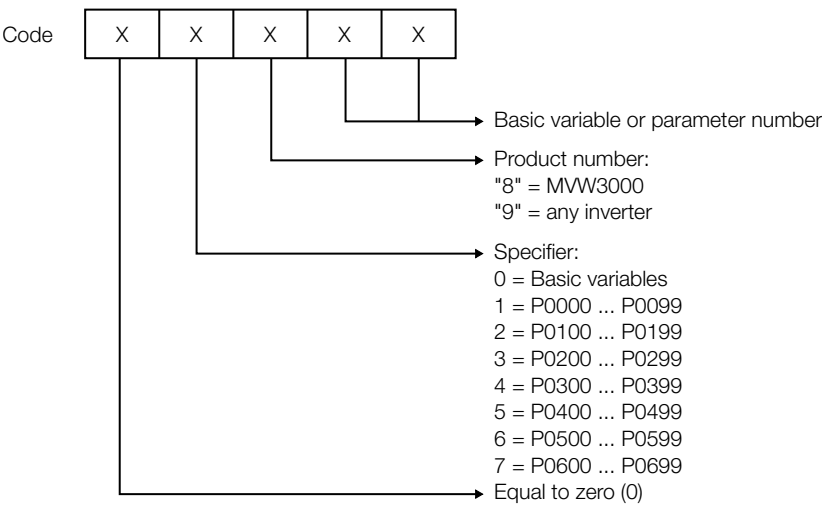 Code X X X X X
Basic variable or parameter number
Product number:
"8" = MVW3000
"9" = any inverter
Specifier:
0 = Basic variables
1 = P0000 ... P0099
2 = P0100 ... P0199
3 = P0200 ... P0299
4 = P0300 ... P0399
5 = P0400 ... P0499
6 = P0500 ... P0599
7 = P0600 ... P0699
Equal to zero (0)